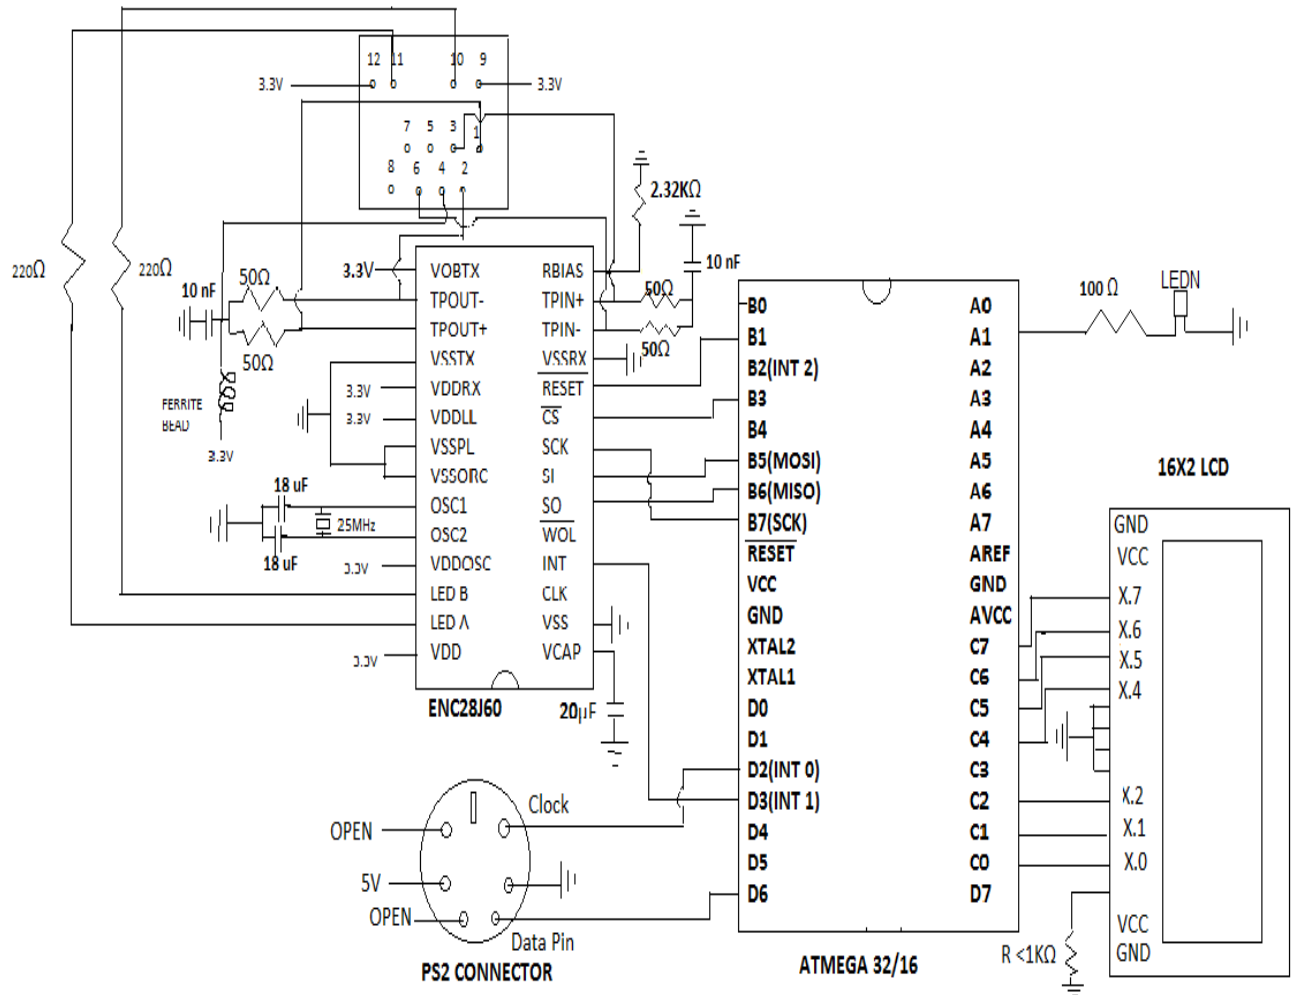 12 11 10 9
3.3V
3.3V
7 5 3 1
8 6 4 2
2.32KΩ
220Ω
220Ω
10 nF
50Ω
50Ω
FERRITE
BEAD
3.3V
3.3V
VOBTX
TPOUT-
TPOUT+
VSSTX
3.3V
VDDRX
3.3V
VDDLL
VSSPL
VSSORC
18 uF
OSC1
25MHz
OSC2
18 uF
3.3V
VDDOSC
LED B
LED A
3.3V
VDD
RBIAS
TPIN+
TPIN-
VSSRX
RESET
CS
SCK
SI
SO
WOL
INT
CLK
VSS
VCAP
10 nF
50Ω
50Ω
ENC28J60
20µF
B0
B1
B2(INT 2)
B3
B4
B5(MOSI)
B6(MISO)
B7(SCK)
RESET
VCC
GND
XTAL2
XTAL1
D0
D1
D2(INT 0)
D3(INT 1)
D4
D5
D6
A0
A1
A2
A3
A4
A5
A6
A7
AREF
GND
AVCC
C7
C6
C5
C4
C3
C2
C1
C0
D7
ATMEGA 32/16
100 Ω
LEDN
16X2 LCD
GND
VCC
X.7
X.6
X.5
X.4
X.2
X.1
X.0
VCC
GND
R <1KΩ
Clock
OPEN
5V
OPEN
Data Pin
PS2 CONNECTOR